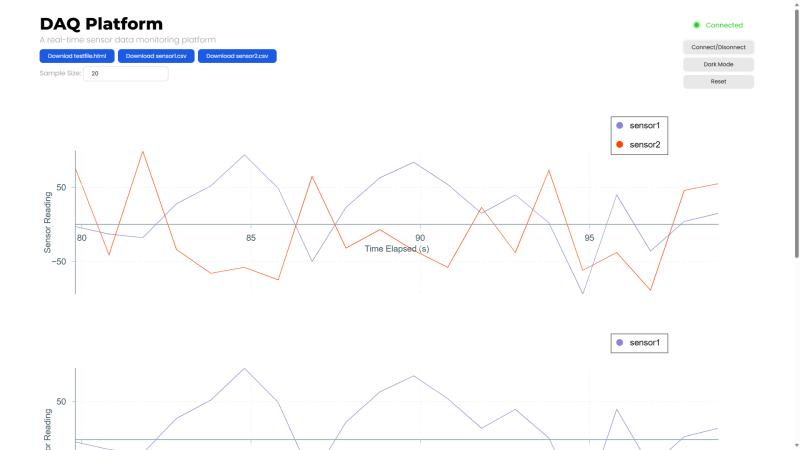 DAQ Platform
A real-time sensor data monitoring platform
Downlad testfile.html
Download sensor1.csv
Download sensor2.csv
Sample Size: 20
Connected
Connect/Disonnect
Dark Mode
Reset
sensor1
sensor2
Sensor Reading
50
−50
80
85
90
95
Time Elapsed (s)
sensor1
50
or Reading